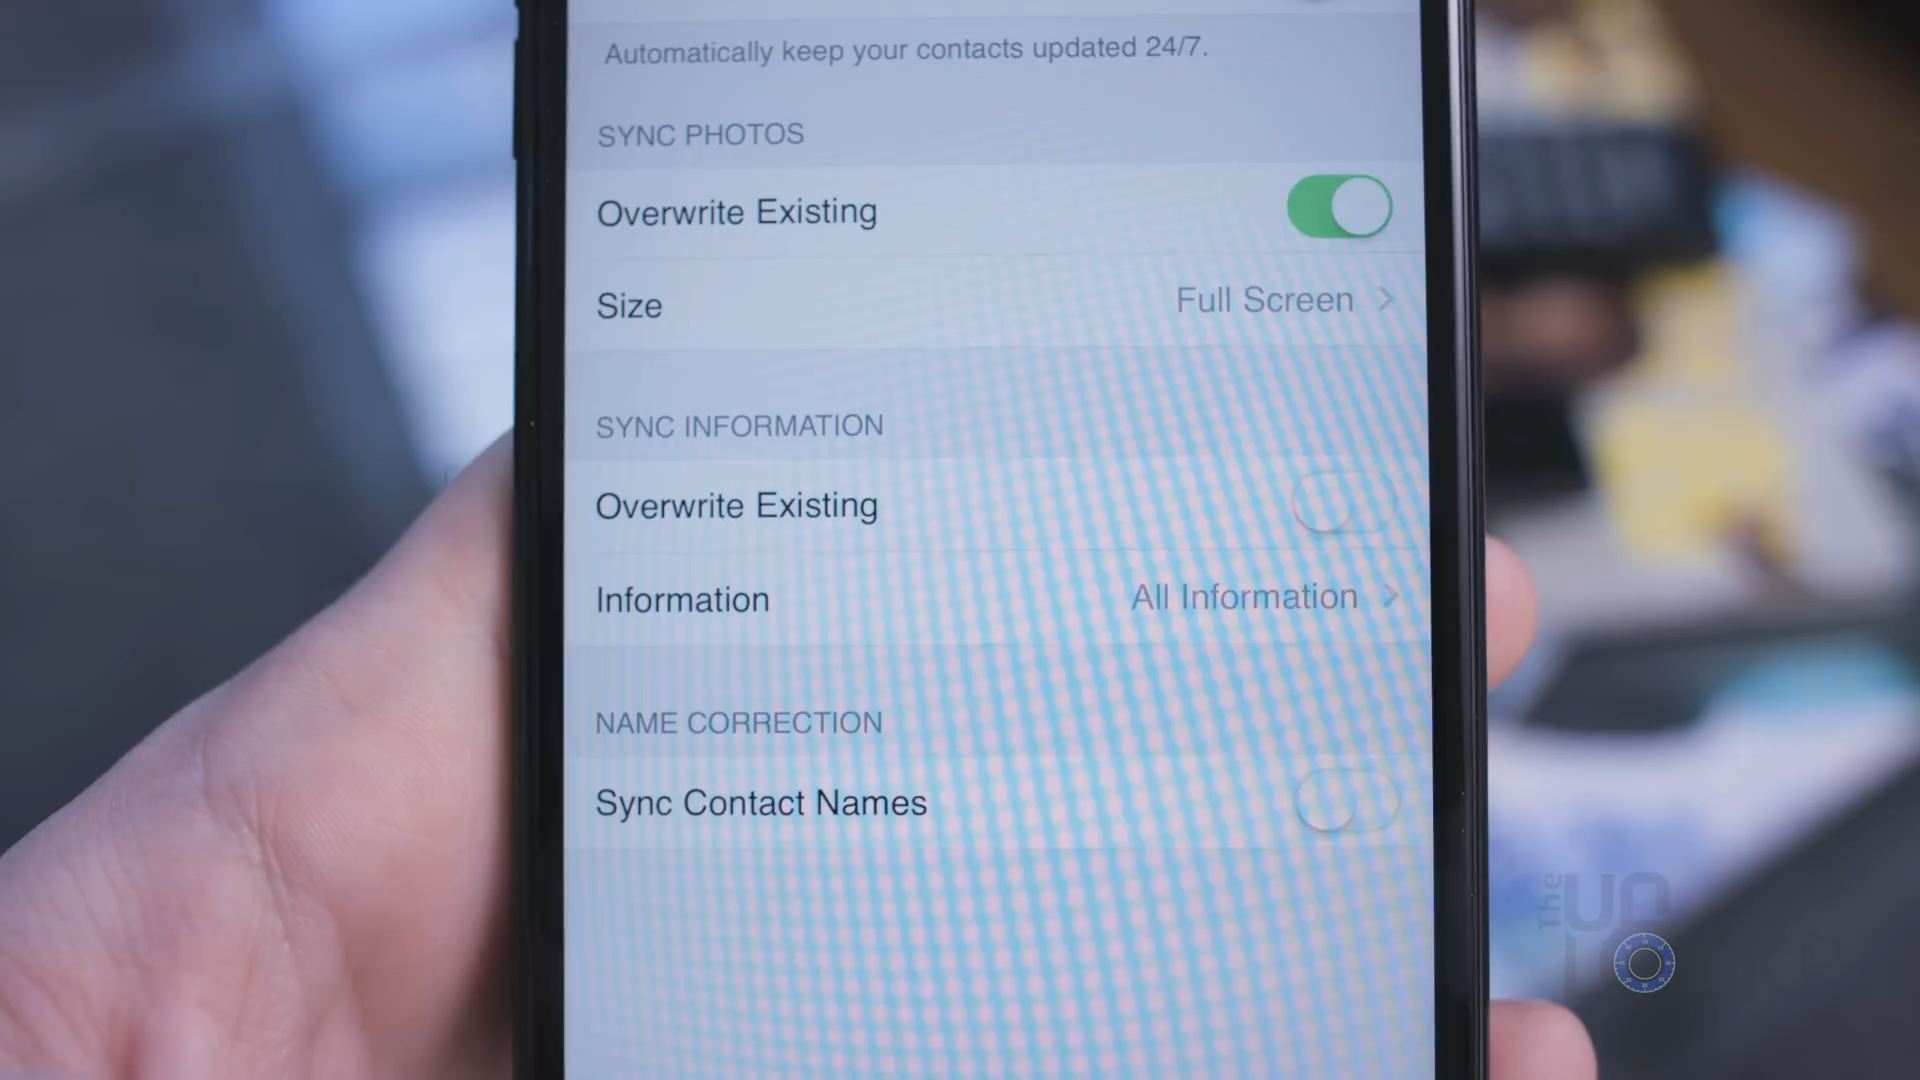 Automatically keep your contacts updated 24/7.
SYNC PHOTOS
Overwrite Existing
Size Full Screen >
SYNC INFORMATION
Overwrite Existing
Information All Information >
NAME CORRECTION
Sync Contact Names
The